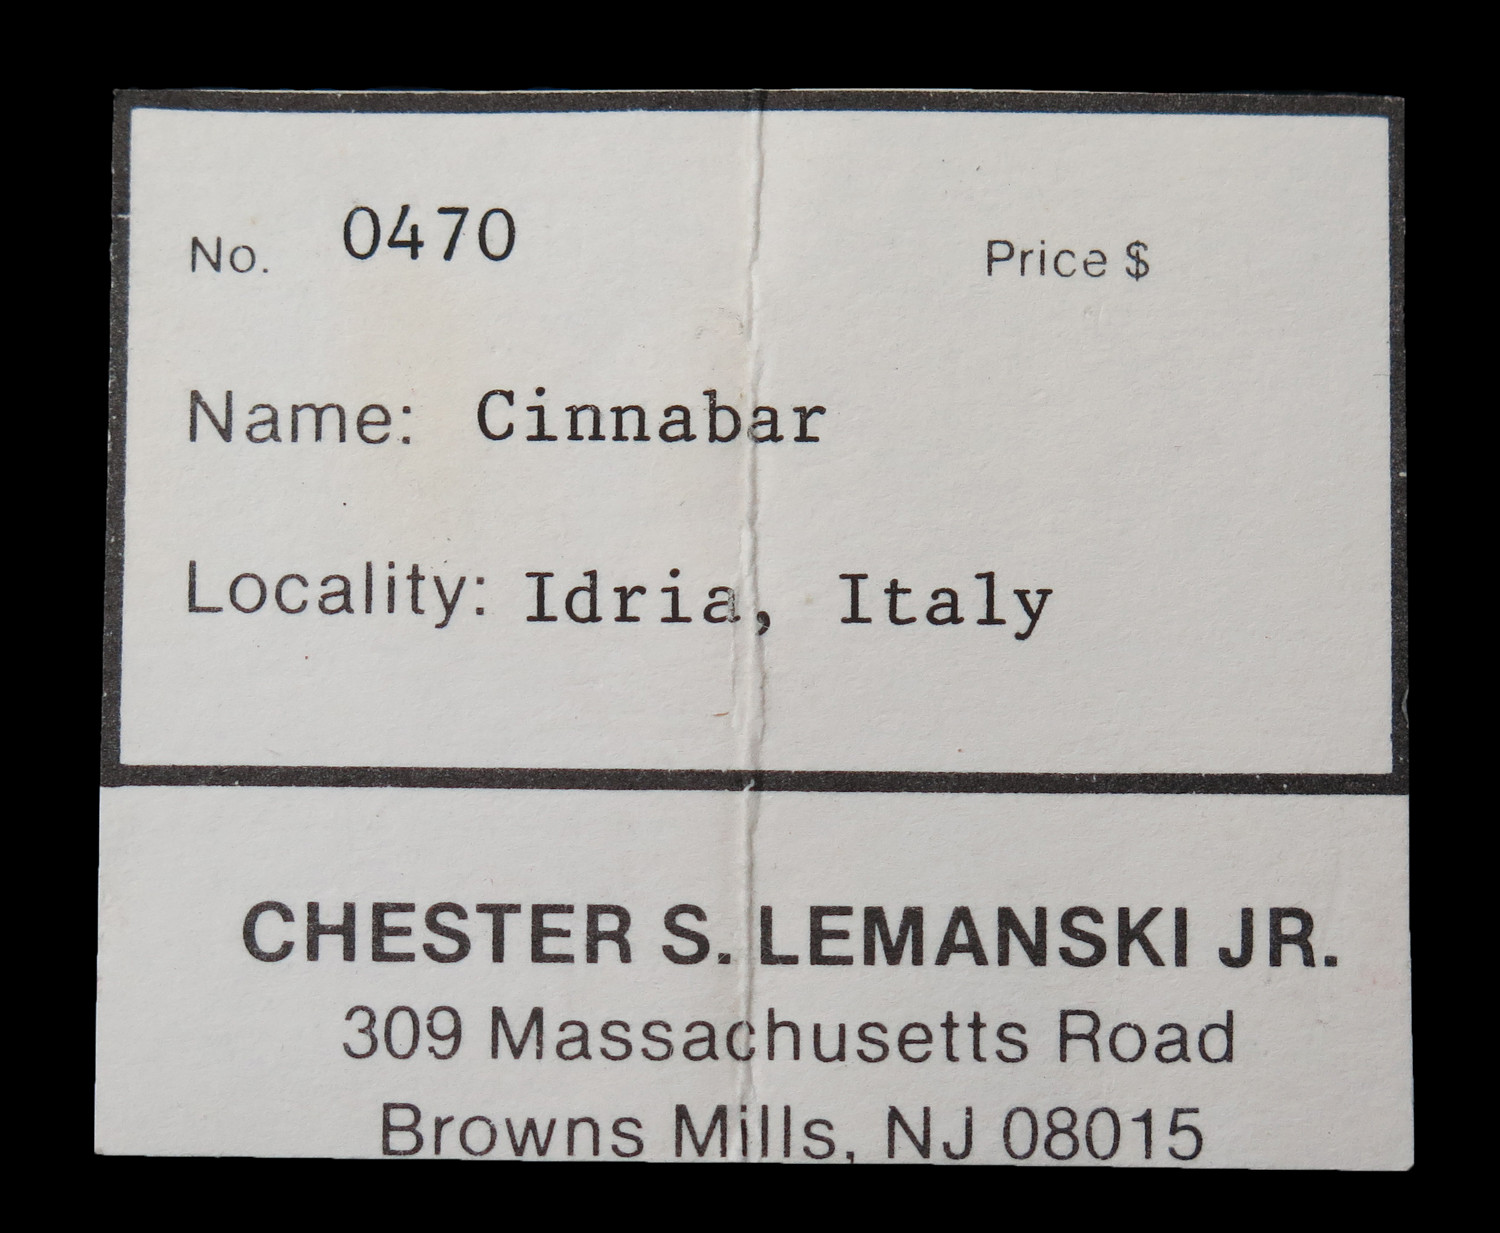 No. 0470 Price $
Name: Cinnabar
Locality: Idria, Italy
CHESTER S. LEMANSKI JR.
309 Massachusetts Road
Browns Mills, NJ 08015